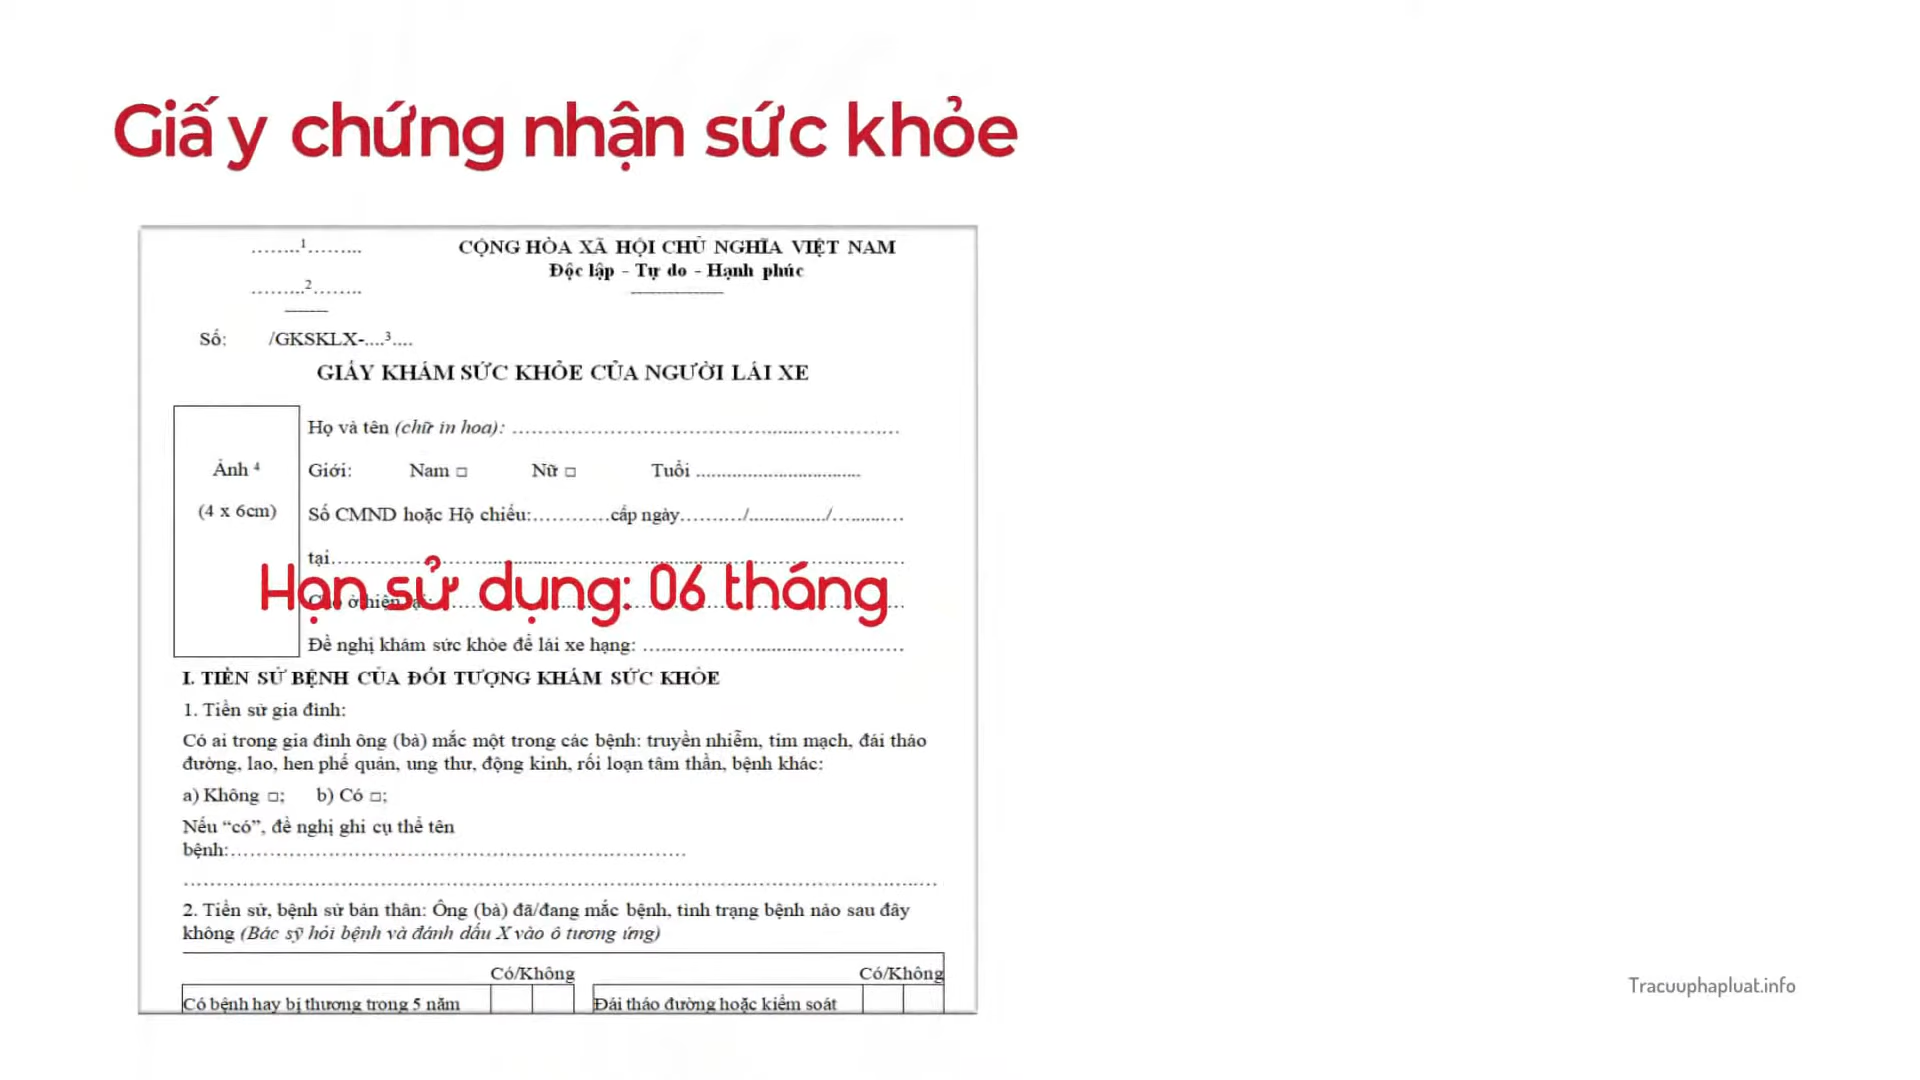 Giấy chứng nhận sức khỏe
........1........
CỘNG HÒA XÃ HỘI CHỦ NGHĨA VIỆT NAM
Độc lập - Tự do - Hạnh phúc
.........2........
Số: /GKSKLX-....3....
GIẤY KHÁM SỨC KHỎE CỦA NGƯỜI LÁI XE
Ảnh 4
(4 x 6cm)
Họ và tên (chữ in hoa): ................................................
Giới: Nam □ Nữ □ Tuổi ................................
Số CMND hoặc Hộ chiếu:............cấp ngày........../................/.............
tại................................................
Hạn sử dụng: 06 tháng
Chỗ ở hiện tại:................................................
Đề nghị khám sức khỏe để lái xe hạng: ................................................
I. TIỀN SỬ BỆNH CỦA ĐỐI TƯỢNG KHÁM SỨC KHỎE
1. Tiền sử gia đình:
Có ai trong gia đình ông (bà) mắc một trong các bệnh: truyền nhiễm, tim mạch, đái tháo
đường, lao, hen phế quản, ung thư, động kinh, rối loạn tâm thần, bệnh khác:
a) Không □; b) Có □;
Nếu “có”, đề nghị ghi cụ thể tên
bệnh:................................................................
................................................................................................
2. Tiền sử, bệnh sử bản thân: Ông (bà) đã/đang mắc bệnh, tình trạng bệnh nào sau đây
không (Bác sỹ hỏi bệnh và đánh dấu X vào ô tương ứng)
Có/Không Có/Không
Có bệnh hay bị thương trong 5 năm Đái tháo đường hoặc kiểm soát
Tracuuphapluat.info